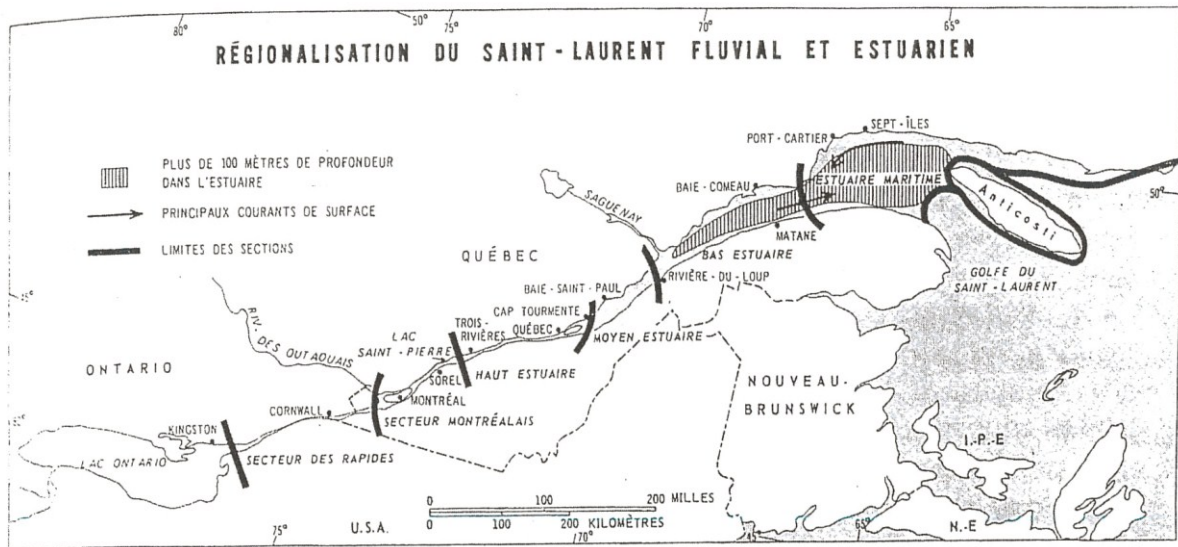 80°
50°
75°
70°
65°
RÉGIONALISATION DU SAINT-LAURENT FLUVIAL ET ESTUARIEN
PLUS DE 100 MÈTRES DE PROFONDEUR
DANS L'ESTUAIRE
PRINCIPAUX COURANTS DE SURFACE
LIMITES DES SECTIONS
PORT-CARTIER
SEPT-ÎLES
ESTUAIRE MARITIME
BAIE-COMEAU
Anticosti
50°
SAGUENAY
MATANE
BAS ESTUAIRE
QUÉBEC
GOLFE DU
SAINT-LAURENT
RIVIÈRE-DU-LOUP
BAIE-SAINT-PAUL
CAP TOURMENTE
QUÉBEC
MOYEN ESTUAIRE
45°
RIV. DES OUTAOUAIS
LAC
SAINT-PIERRE
TROIS-
RIVIÈRES
SOREL
HAUT ESTUAIRE
ONTARIO
MONTRÉAL
CORNWALL
SECTEUR MONTRÉALAIS
NOUVEAU-
BRUNSWICK
KINGSTON
LAC ONTARIO
SECTEUR DES RAPIDES
I.-P.-E
0 100 200 MILLES
0 100 200 KILOMÈTRES
75°
U.S.A.
70°
45°
65°
N.-E